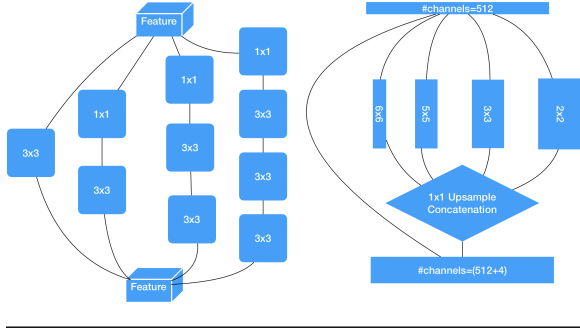 Feature
1x1
1x1
1x1
3x3
3x3
3x3
3x3
3x3
3x3
3x3
Feature
#channels=512
6x6
5x5
3x3
2x2
1x1 Upsample
Concatenation
#channels=(512+4)